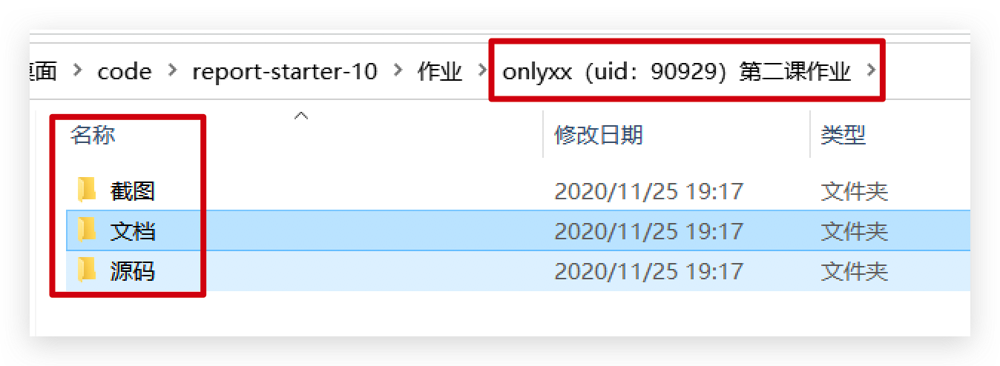 面 > code > report-starter-10 > 作业 > onlyxx（uid：90929）第二课作业 >
名称 修改日期 类型
截图 2020/11/25 19:17 文件夹
文档 2020/11/25 19:17 文件夹
源码 2020/11/25 19:17 文件夹